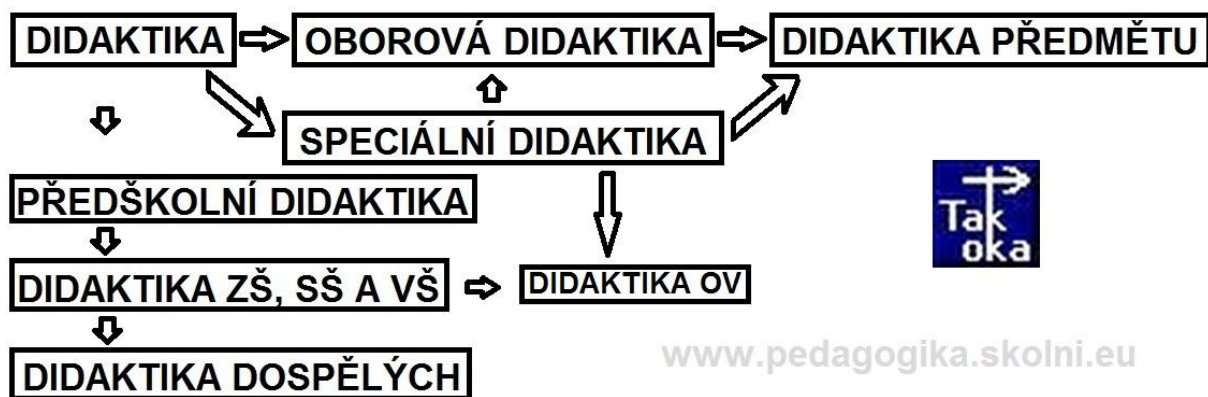 DIDAKTIKA
OBOROVÁ DIDAKTIKA
DIDAKTIKA PŘEDMĚTU
SPECIÁLNÍ DIDAKTIKA
PŘEDŠKOLNÍ DIDAKTIKA
Tak
oka
DIDAKTIKA ZŠ, SŠ A VŠ
DIDAKTIKA OV
DIDAKTIKA DOSPĚLÝCH
www.pedagogika.skolni.eu